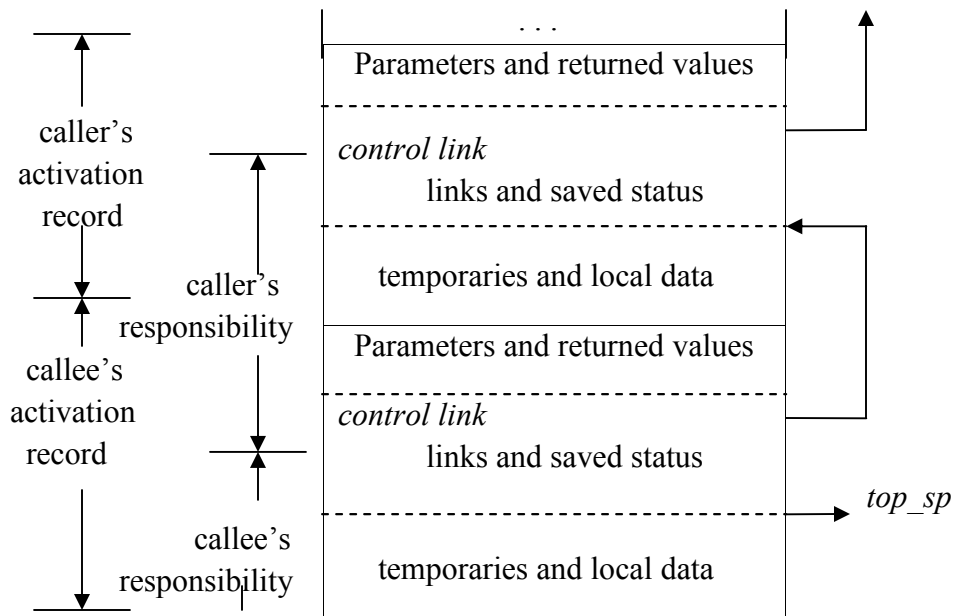 . . .
Parameters and returned values
caller’s
activation
record
control link
links and saved status
temporaries and local data
caller’s
responsibility
Parameters and returned values
callee’s
activation
record
control link
links and saved status
top_sp
callee’s
responsibility
temporaries and local data